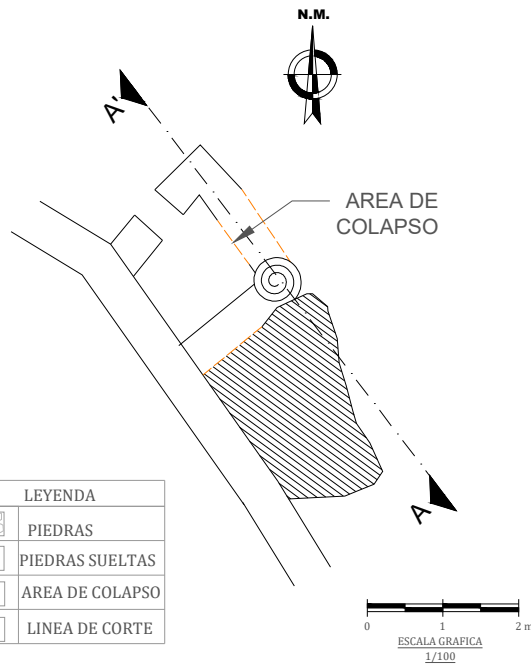 N.M.
A'
AREA DE
COLAPSO
A
LEYENDA
PIEDRAS
PIEDRAS SUELTAS
AREA DE COLAPSO
LINEA DE CORTE
0 1 2 m
ESCALA GRAFICA
1/100